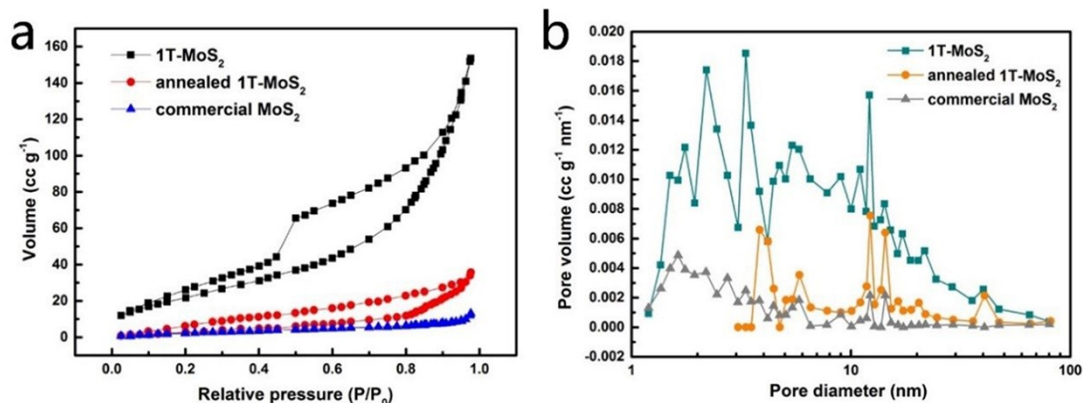 a
160
140
120
100
80
60
40
20
0
Volume (cc g⁻¹)
1T-MoS₂
annealed 1T-MoS₂
commercial MoS₂
0.0 0.2 0.4 0.6 0.8 1.0
Relative pressure (P/P₀)
b
0.020
0.018
0.016
0.014
0.012
0.010
0.008
0.006
0.004
0.002
0.000
-0.002
Pore volume (cc g⁻¹ nm⁻¹)
1T-MoS₂
annealed 1T-MoS₂
commercial MoS₂
1 10 100
Pore diameter (nm)